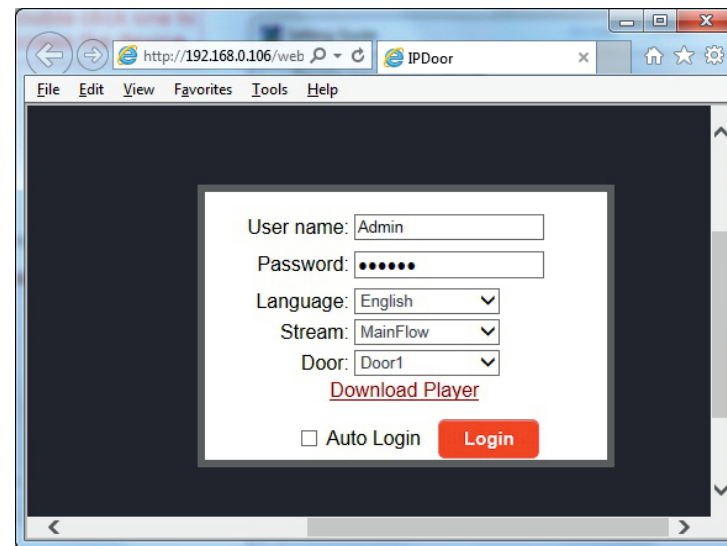 http://192.168.0.106/web
IPDoor
File Edit View Favorites Tools Help
User name: Admin
Password: ••••••
Language: English
Stream: MainFlow
Door: Door1
Download Player
Auto Login Login